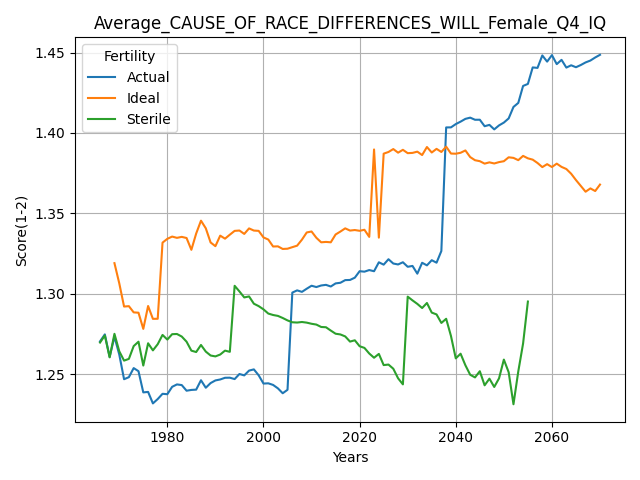 Average_CAUSE_OF_RACE_DIFFERENCES_WILL_Female_Q4_IQ
Fertility
Actual
Ideal
Sterile
Score(1-2)
1.45
1.40
1.35
1.30
1.25
1980
2000
2020
2040
2060
Years